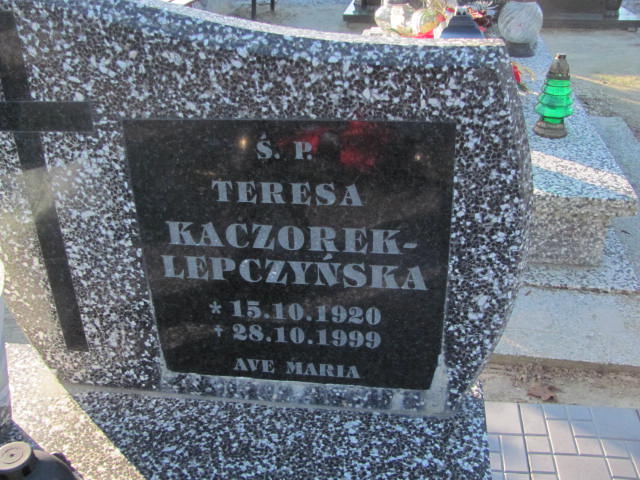 Ś. P.
TERESA
KACZOREK-
LEPCZYŃSKA
* 15.10.1920
† 28.10.1999
AVE MARIA